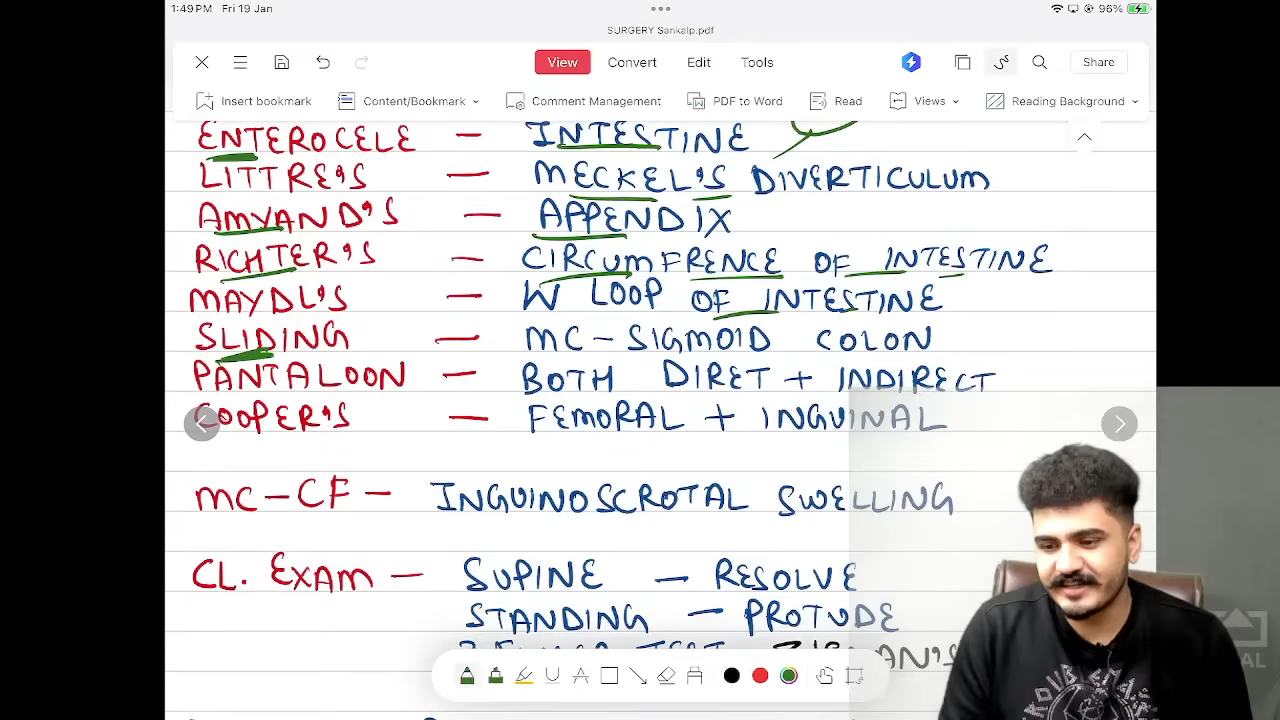 1:49 PM Fri 19 Jan 96%
SURGERY Sankalp.pdf
View Convert Edit Tools Share
Insert bookmark Content/Bookmark Comment Management PDF to Word Read Views Reading Background
ENTEROCELE — INTESTINE
LITTRE'S — MECKEL'S DIVERTICULUM
AMYAND'S — APPENDIX
RICHTER'S — CIRCUMFRENCE OF INTESTINE
MAYDL'S — W LOOP OF INTESTINE
SLIDING — MC - SIGMOID COLON
PANTALOON — BOTH DIRET + INDIRECT
COOPER'S — FEMORAL + INGUINAL
MC - CF - INGUINOSCROTAL SWELLING
CL. EXAM — SUPINE — RESOLVE
STANDING — PROTUDE